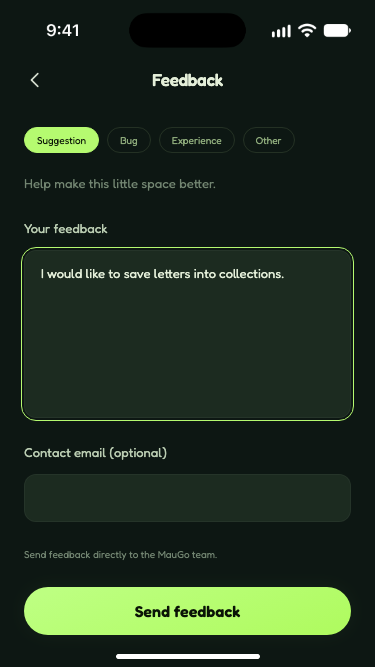 9:41
Feedback
Suggestion Bug Experience Other
Help make this little space better.
Your feedback
I would like to save letters into collections.
Contact email (optional)
Send feedback directly to the MauGo team.
Send feedback